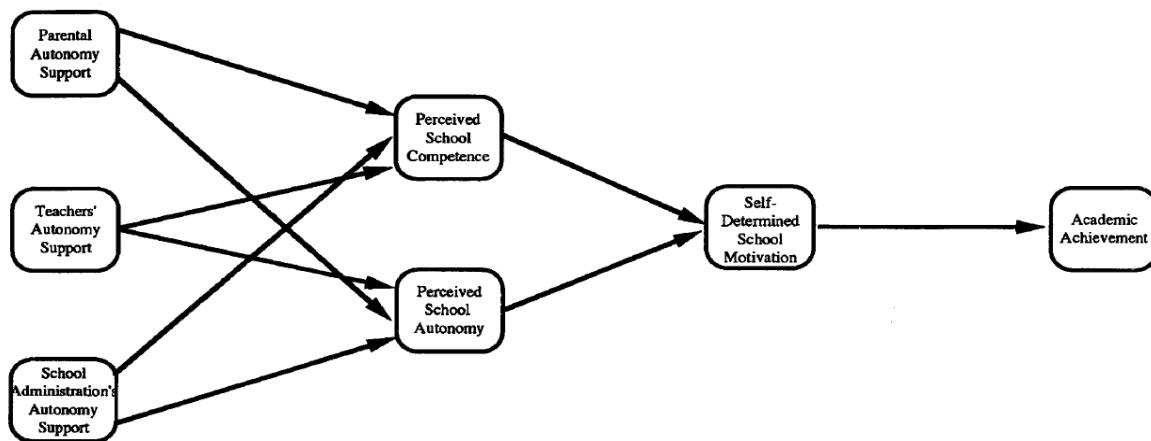 Parental
Autonomy
Support
Perceived
School
Competence
Teachers'
Autonomy
Support
Self-
Determined
School
Motivation
Academic
Achievement
Perceived
School
Autonomy
School
Administration's
Autonomy
Support